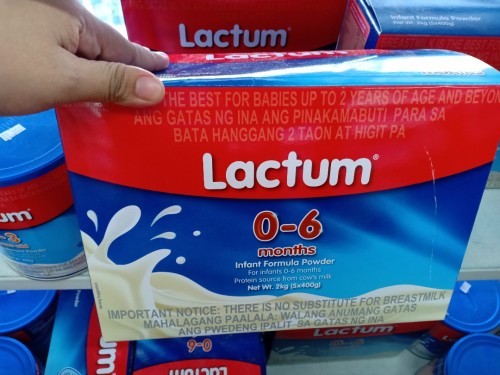 Lactum
Infant Formula Powder
THE BEST FOR BABIES UP TO 2 YEARS OF AGE AND BEYON
ANG GATAS NG INA ANG PINAKAMABUTI PARA SA
BATA HANGGANG 2 TAON AT HIGIT PA
Lactum
0-6
months
Infant Formula Powder
For infants 0-6 months
Protein source from cow's milk
Net Wt. 2kg (5x400g)
IMPORTANT NOTICE: THERE IS NO SUBSTITUTE FOR BREASTMILK
MAHALAGANG PAALALA: WALANG ANUMANG GATAS
ANG PWEDENG IPALIT SA GATAS NG INA
um
3
Lactum
Lactum
0-6